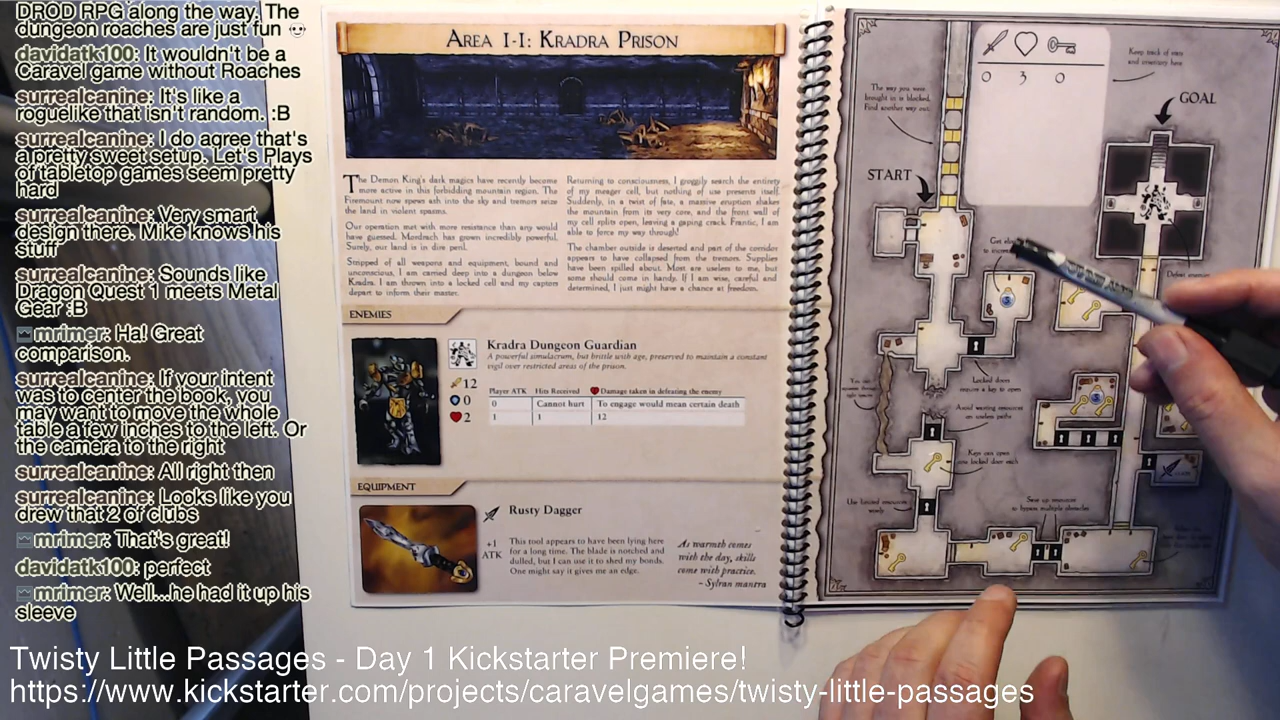 DROD RPG along the way. The
dungeon roaches are just fun
davidatk100: It wouldn't be a
Caravel game without Roaches
surrealcanine: It's like a
roguelike that isn't random. :B
surrealcanine: I do agree that's
a pretty sweet setup. Let's Plays
of tabletop games seem pretty
hard
surrealcanine: Very smart
design there. Mike knows his
stuff
surrealcanine: Sounds like
Dragon Quest 1 meets Metal
Gear :B
mrimer: Ha! Great
comparison.
surrealcanine: If your intent
was to center the book, you
may want to move the whole
table a few inches to the left. Or
the camera to the right
surrealcanine: All right then
surrealcanine: Looks like you
drew that 2 of clubs
mrimer: That's great!
davidatk100: perfect
mrimer: Well...he had it up his
sleeve
AREA 1-1: KRADRA PRISON
The Demon King's dark magics have recently become
more active in this forbidding mountain region. The
Firemount now spews ash into the sky and tremors seize
the land in violent spasms.
Our operation met with more resistance than any would
have guessed. Mordrach has grown incredibly powerful.
Surely, our land is in dire peril.
Stripped of all weapons and equipment, bound and
unconscious, I am carried deep into a dungeon below
Kradra. I am thrown into a locked cell and my captors
depart to inform their master.
Returning to consciousness, I groggily search the entirety
of my meager cell, but nothing of use presents itself.
Suddenly, in a twist of fate, a massive eruption shakes
the mountain from its very core, and the front wall of
my cell splits open, leaving a gaping crack. Frantic, I am
able to force my way through!
The chamber outside is deserted and part of the corridor
appears to have collapsed from the tremors. Supplies
have been spilled about. Most are useless to me, but
some should come in handy. If I am wise, careful and
determined, I just might have a chance at freedom.
ENEMIES
Kradra Dungeon Guardian
A powerful simulacrum, but brittle with age, preserved to maintain a constant
vigil over restricted areas of the prison.
12
0
2
Player ATK Hits Received Damage taken in defeating the enemy
0 Cannot hurt To engage would mean certain death
1 1 12
EQUIPMENT
Rusty Dagger
+1
ATK
This tool appears to have been lying here
for a long time. The blade is notched and
dulled, but I can use it to shed my bonds.
One might say it gives me an edge.
As warmth comes
with the day, skills
come with practice.
- Sylvan mantra
0 3 0
Keep track of stats
and inventory here
The way you were
brought in is blocked.
Find another way out.
GOAL
START
Defeat enemies
Locked doors
require a key to open
Avoid wasting resources
on useless paths
Keys can open
one locked door each
Use limited resources
wisely
Save up resources
to bypass multiple obstacles
Twisty Little Passages - Day 1 Kickstarter Premiere!
https://www.kickstarter.com/projects/caravelgames/twisty-little-passages